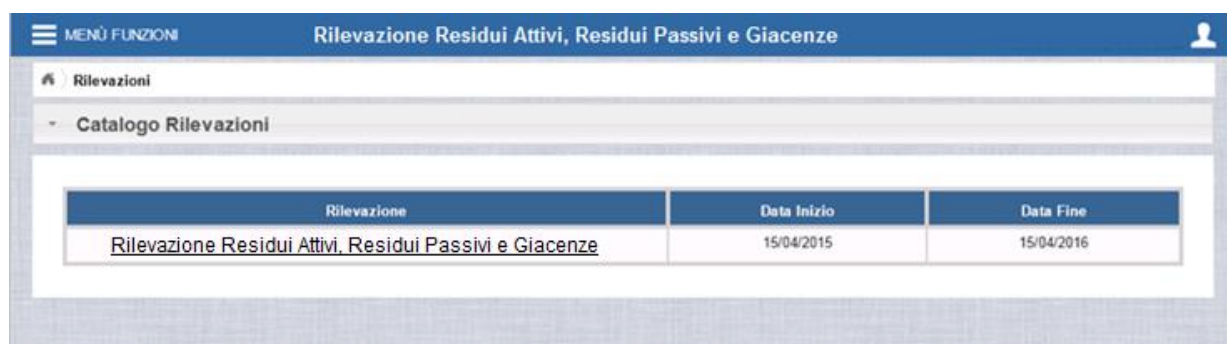 MENÙ FUNZIONI Rilevazione Residui Attivi, Residui Passivi e Giacenze
Rilevazioni
Catalogo Rilevazioni
Rilevazione Data Inizio Data Fine
Rilevazione Residui Attivi, Residui Passivi e Giacenze 15/04/2015 15/04/2016